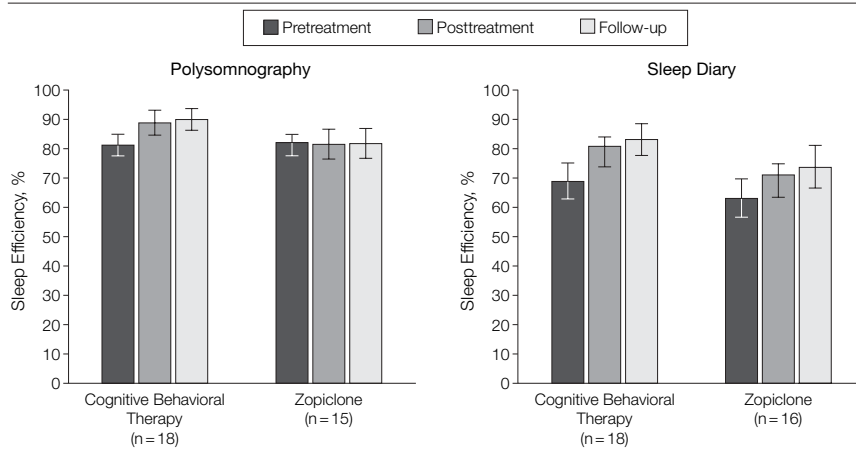 Pretreatment Posttreatment Follow-up
Polysomnography
Sleep Efficiency, %
100
90
80
70
60
50
40
30
20
10
0
Cognitive Behavioral
Therapy
(n=18)
Zopiclone
(n=15)
Sleep Diary
Sleep Efficiency, %
100
90
80
70
60
50
40
30
20
10
0
Cognitive Behavioral
Therapy
(n=18)
Zopiclone
(n=16)